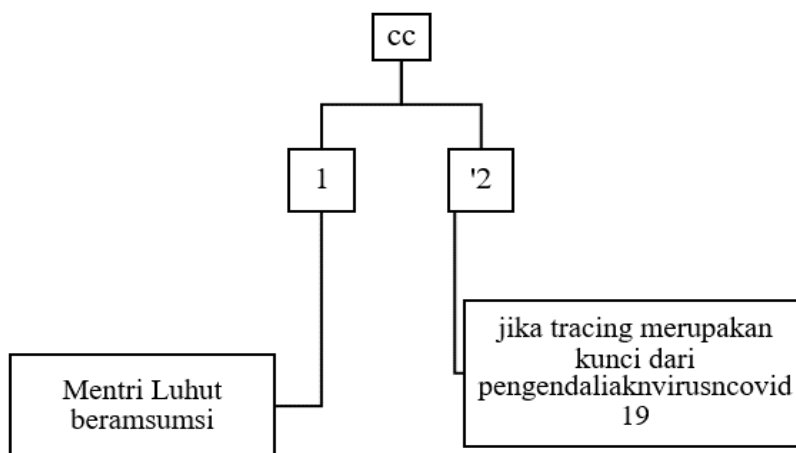 cc
1
'2
Mentri Luhut
beramsumsi
jika tracing merupakan
kunci dari
pengendaliaknvirusncovid
19